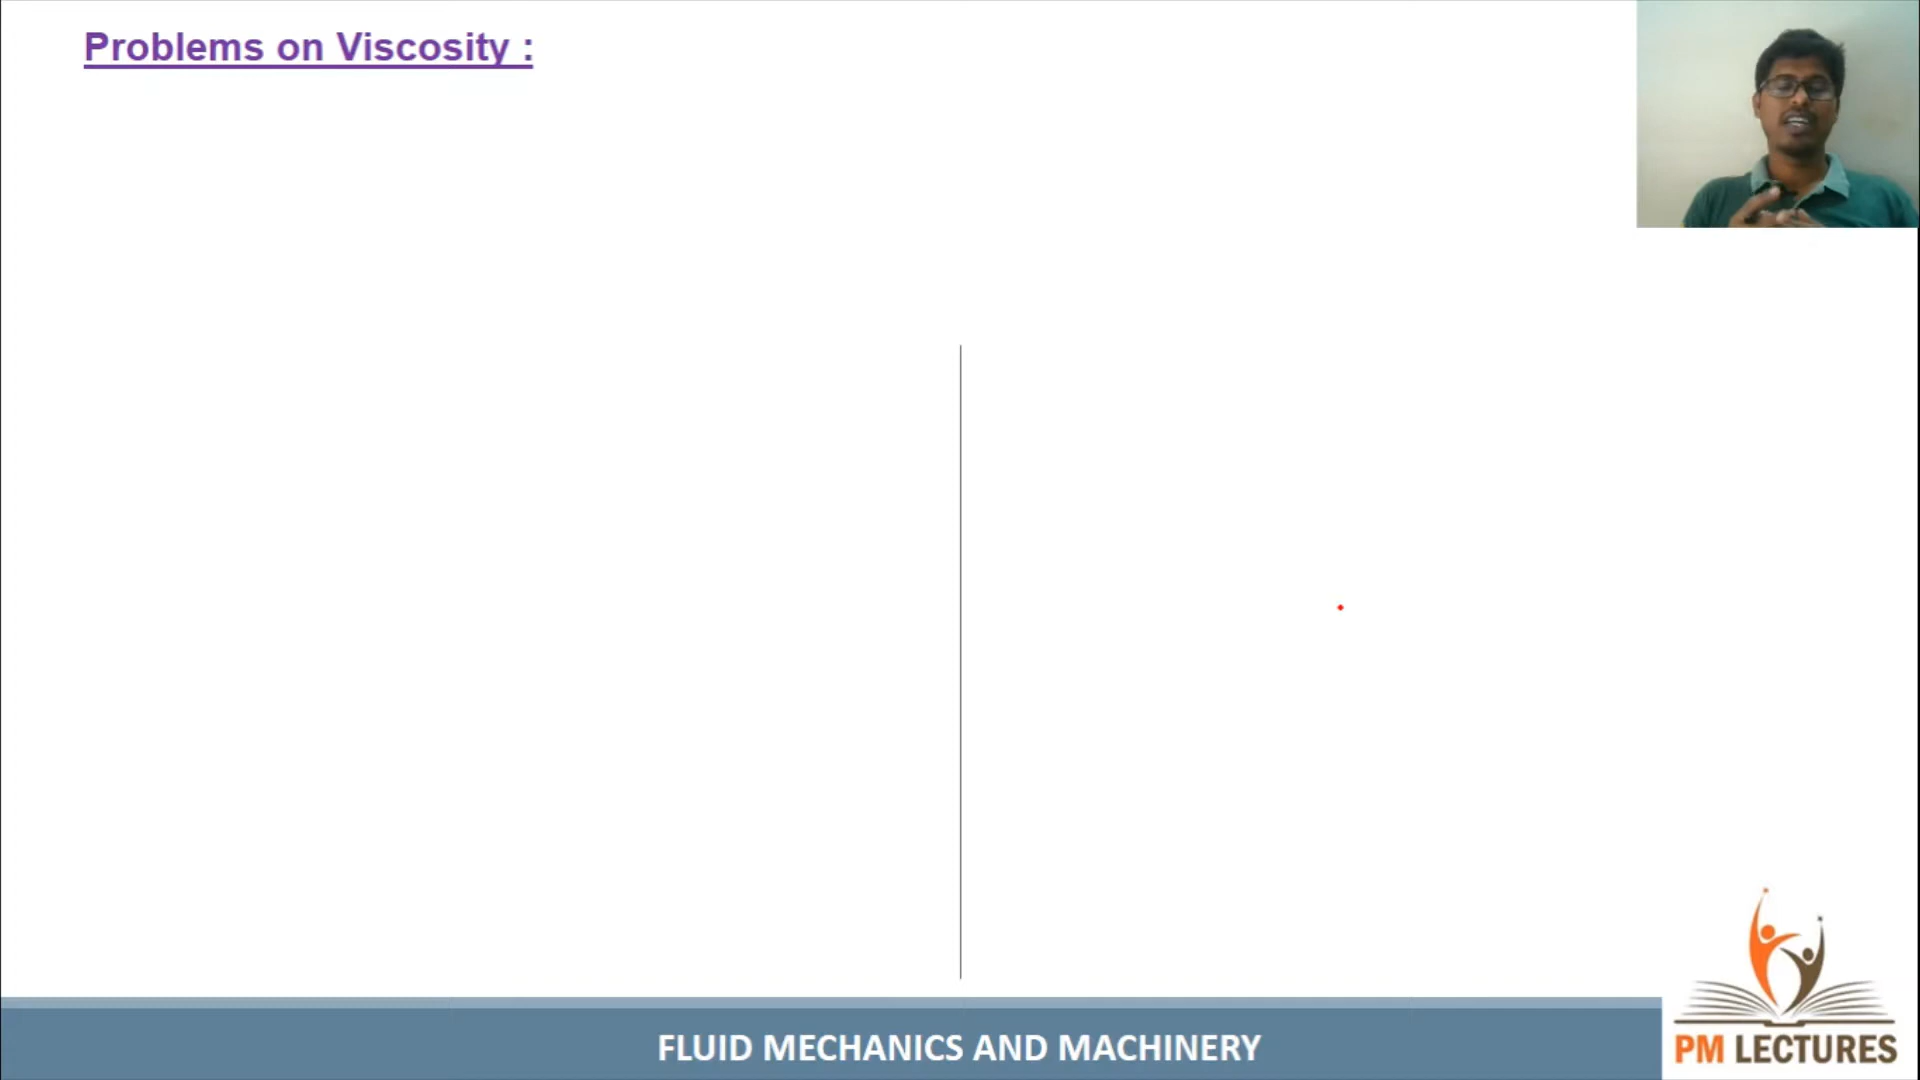 Problems on Viscosity :
FLUID MECHANICS AND MACHINERY
PM LECTURES